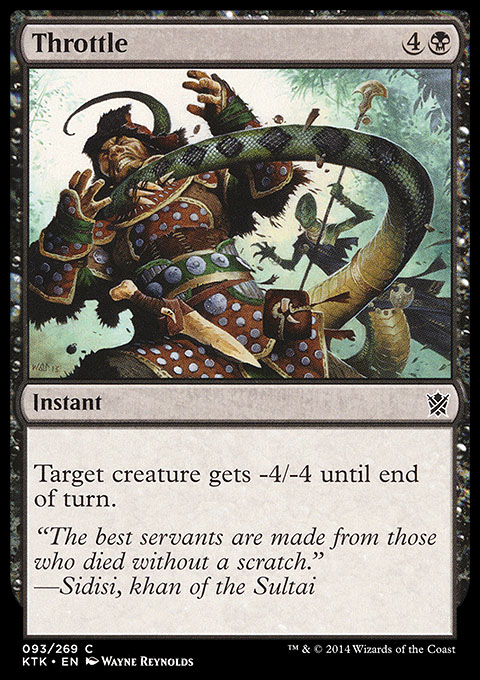 Throttle 4
Instant
Target creature gets -4/-4 until end
of turn.
“The best servants are made from those
who died without a scratch.”
—Sidisi, khan of the Sultai
093/269 C
KTK • EN Wayne Reynolds
™ & © 2014 Wizards of the Coast